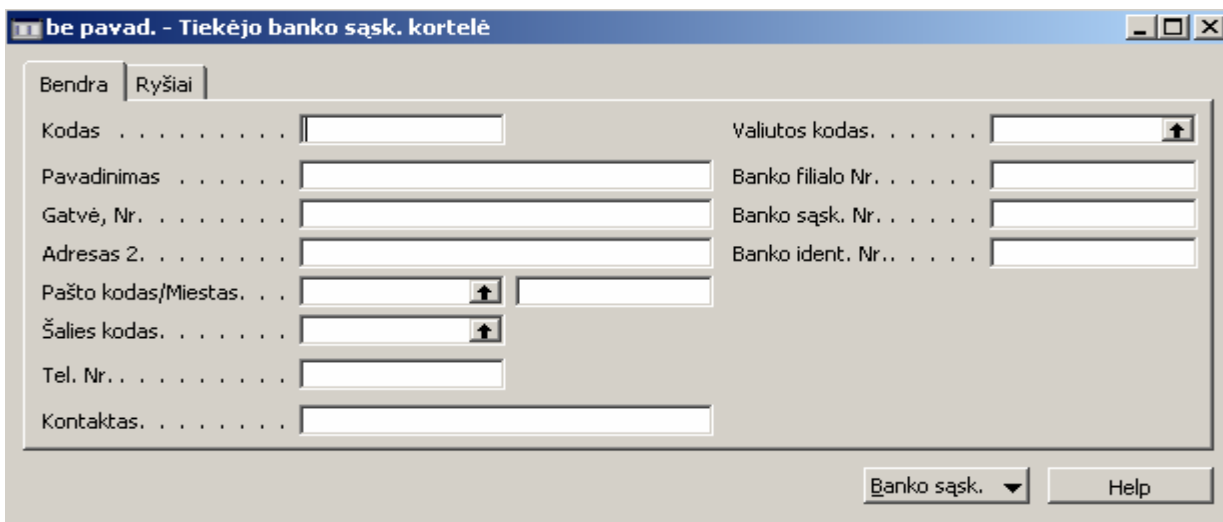 be pavad. - Tiekėjo banko sąsk. kortelė
Bendra Ryšiai
Kodas . . . . . . . . .
Pavadinimas . . . . . .
Gatvė, Nr. . . . . . . .
Adresas 2. . . . . . . .
Pašto kodas/Miestas. . .
Šalies kodas. . . . . . .
Tel. Nr.. . . . . . . . . .
Kontaktas. . . . . . . .
Valiutos kodas. . . . . .
Banko filialo Nr. . . . . .
Banko sąsk. Nr. . . . . .
Banko ident. Nr.. . . . .
Banko sąsk. Help